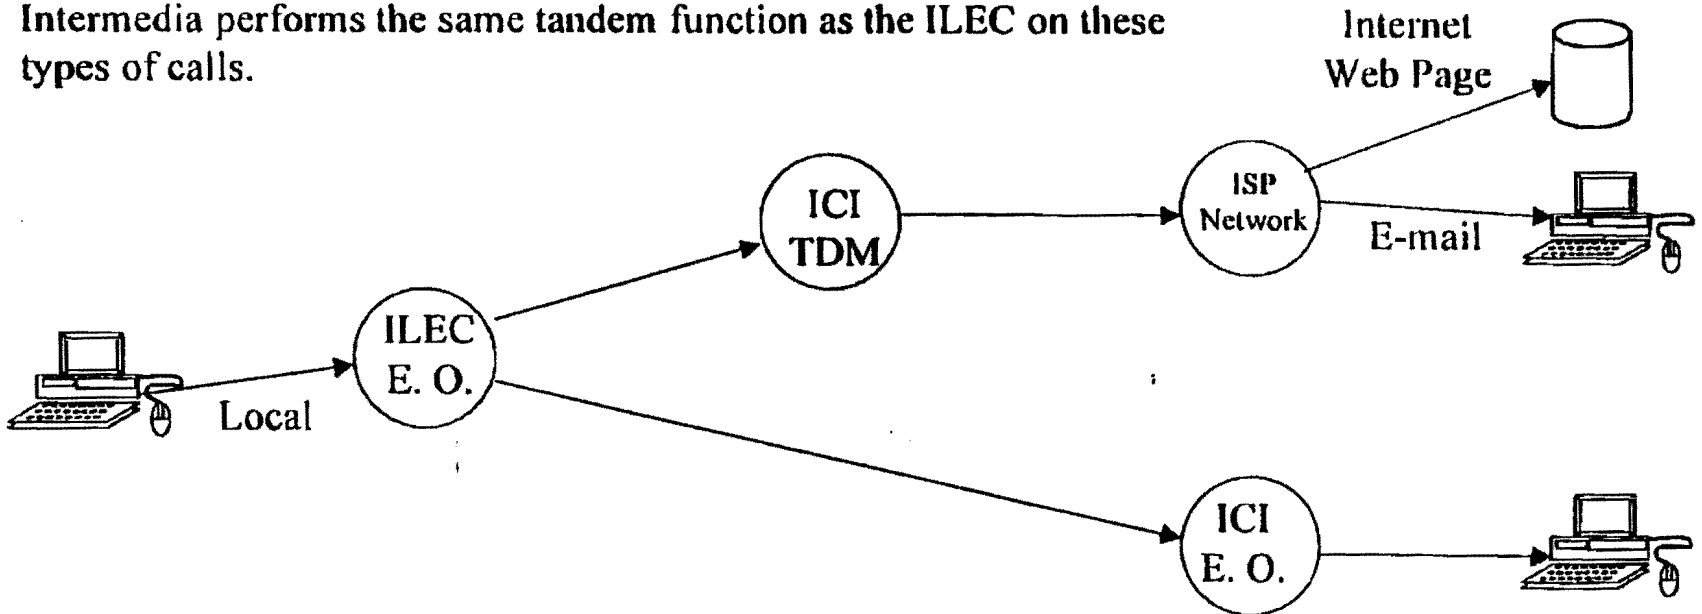 Intermedia performs the same tandem function as the ILEC on these
types of calls.
Internet
Web Page
ICI
TDM
ISP
Network
E-mail
ILEC
E. O.
Local
ICI
E. O.